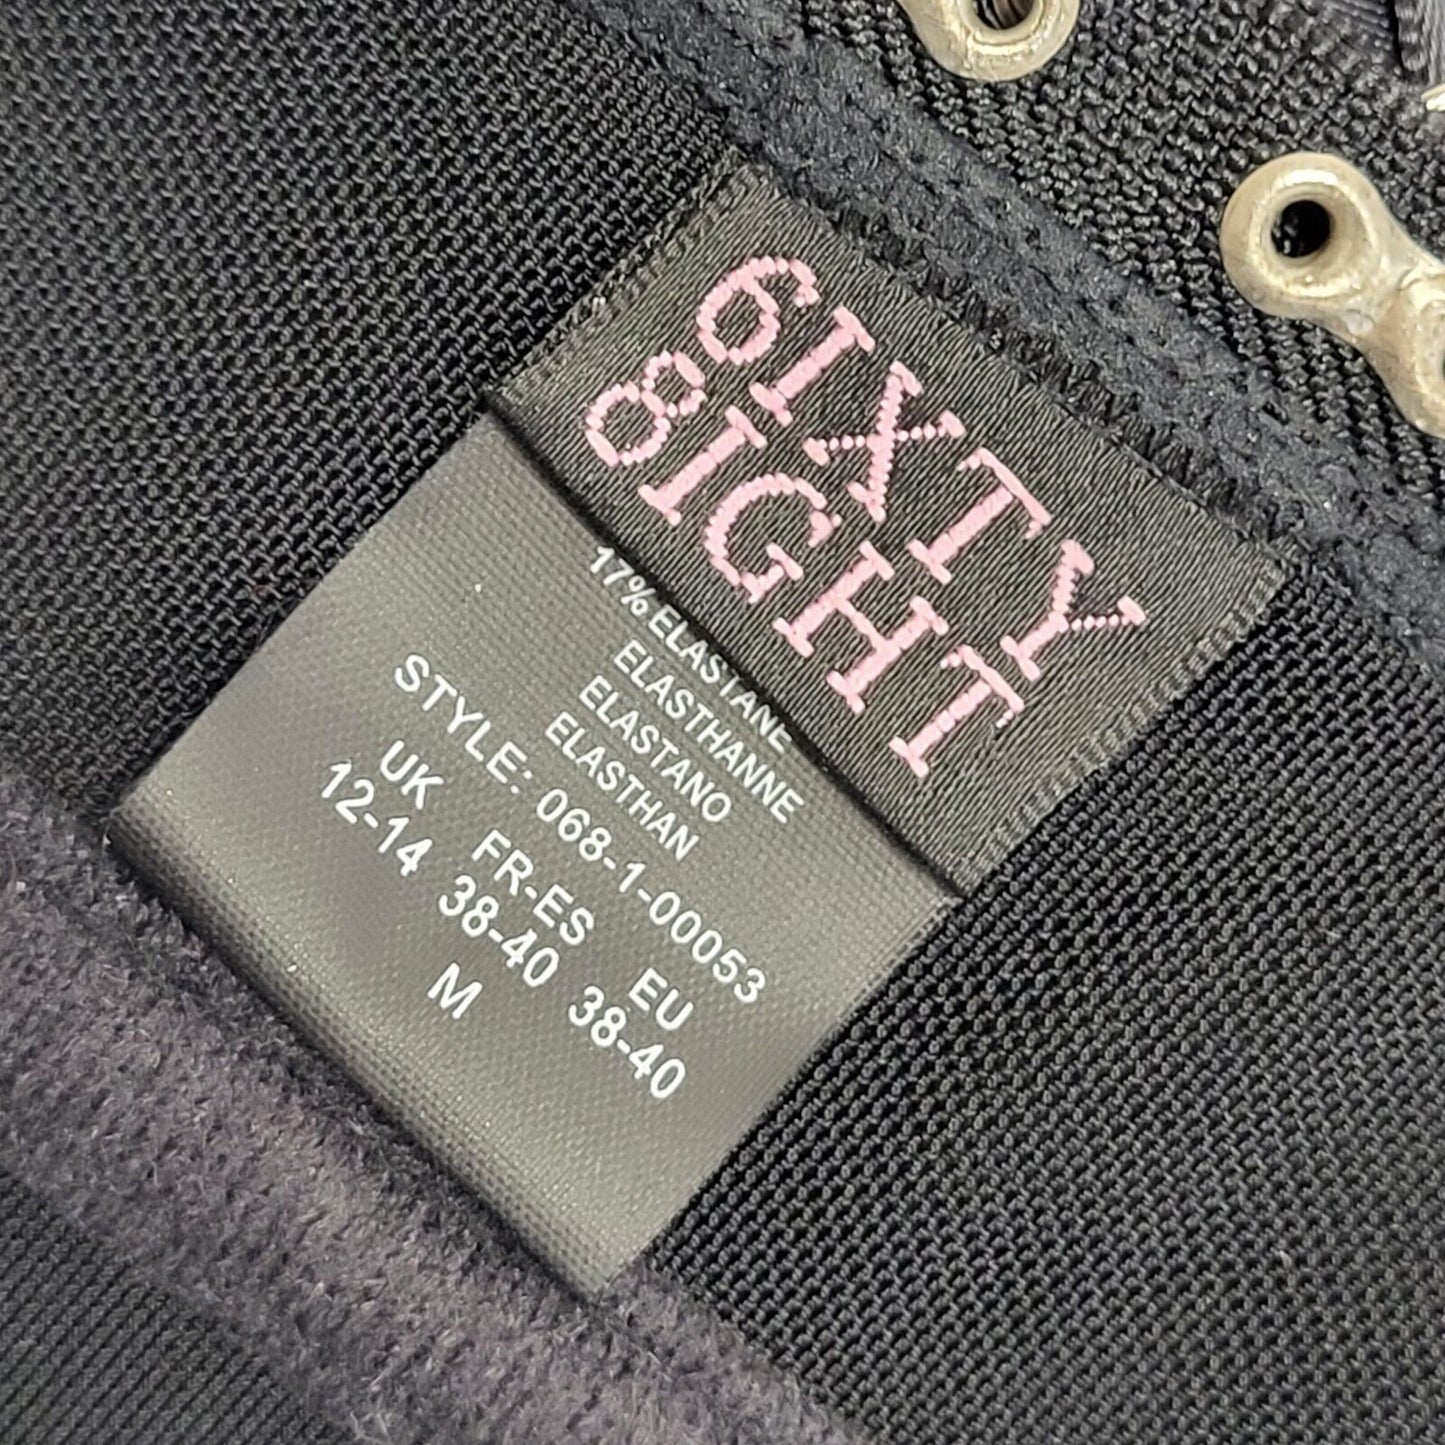 6IXTY
8IGHT
17% ELASTANE
ELASTHANNE
ELASTANO
ELASTHAN
STYLE: 068-1-00053
UK FR-ES EU
12-14 38-40 38-40
M